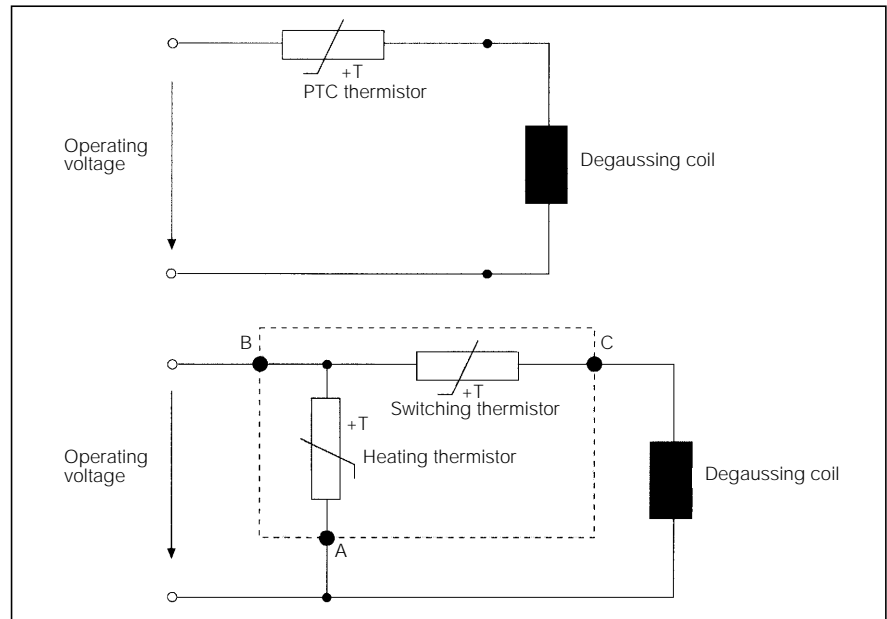 +T
PTC thermistor
Operating
voltage
Degaussing coil
B
C
+T
Switching thermistor
+T
Heating thermistor
Operating
voltage
Degaussing coil
A